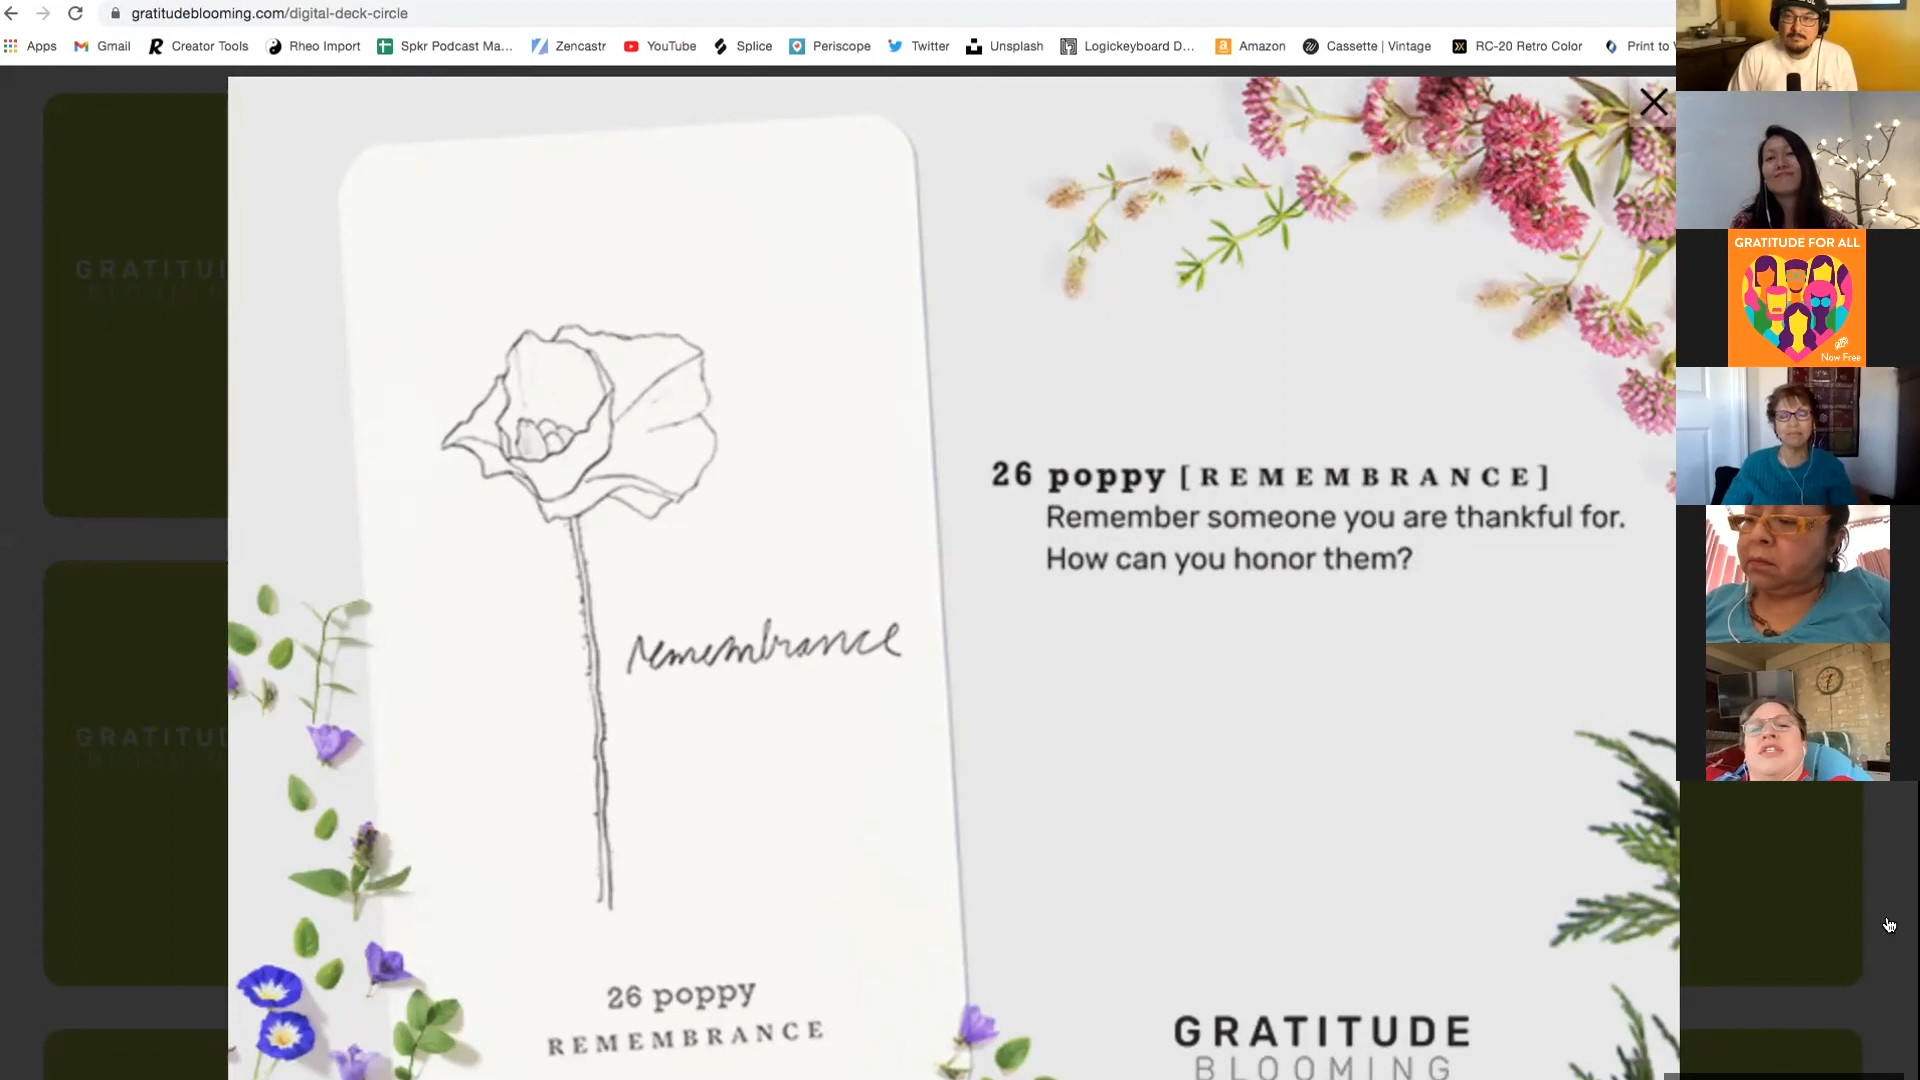 gratitudeblooming.com/digital-deck-circle
Apps Gmail Creator Tools Rheo Import Spkr Podcast Ma... Zencastr YouTube Splice Periscope Twitter Unsplash Logickeyboard D... Amazon Cassette | Vintage RC-20 Retro Color Print to
GRATITUDE FOR ALL
Now Free
GRATITU
26 poppy [REMEMBRANCE]
Remember someone you are thankful for.
How can you honor them?
remembrance
GRATITU
26 poppy
REMEMBRANCE
GRATITUDE
BLOOMING